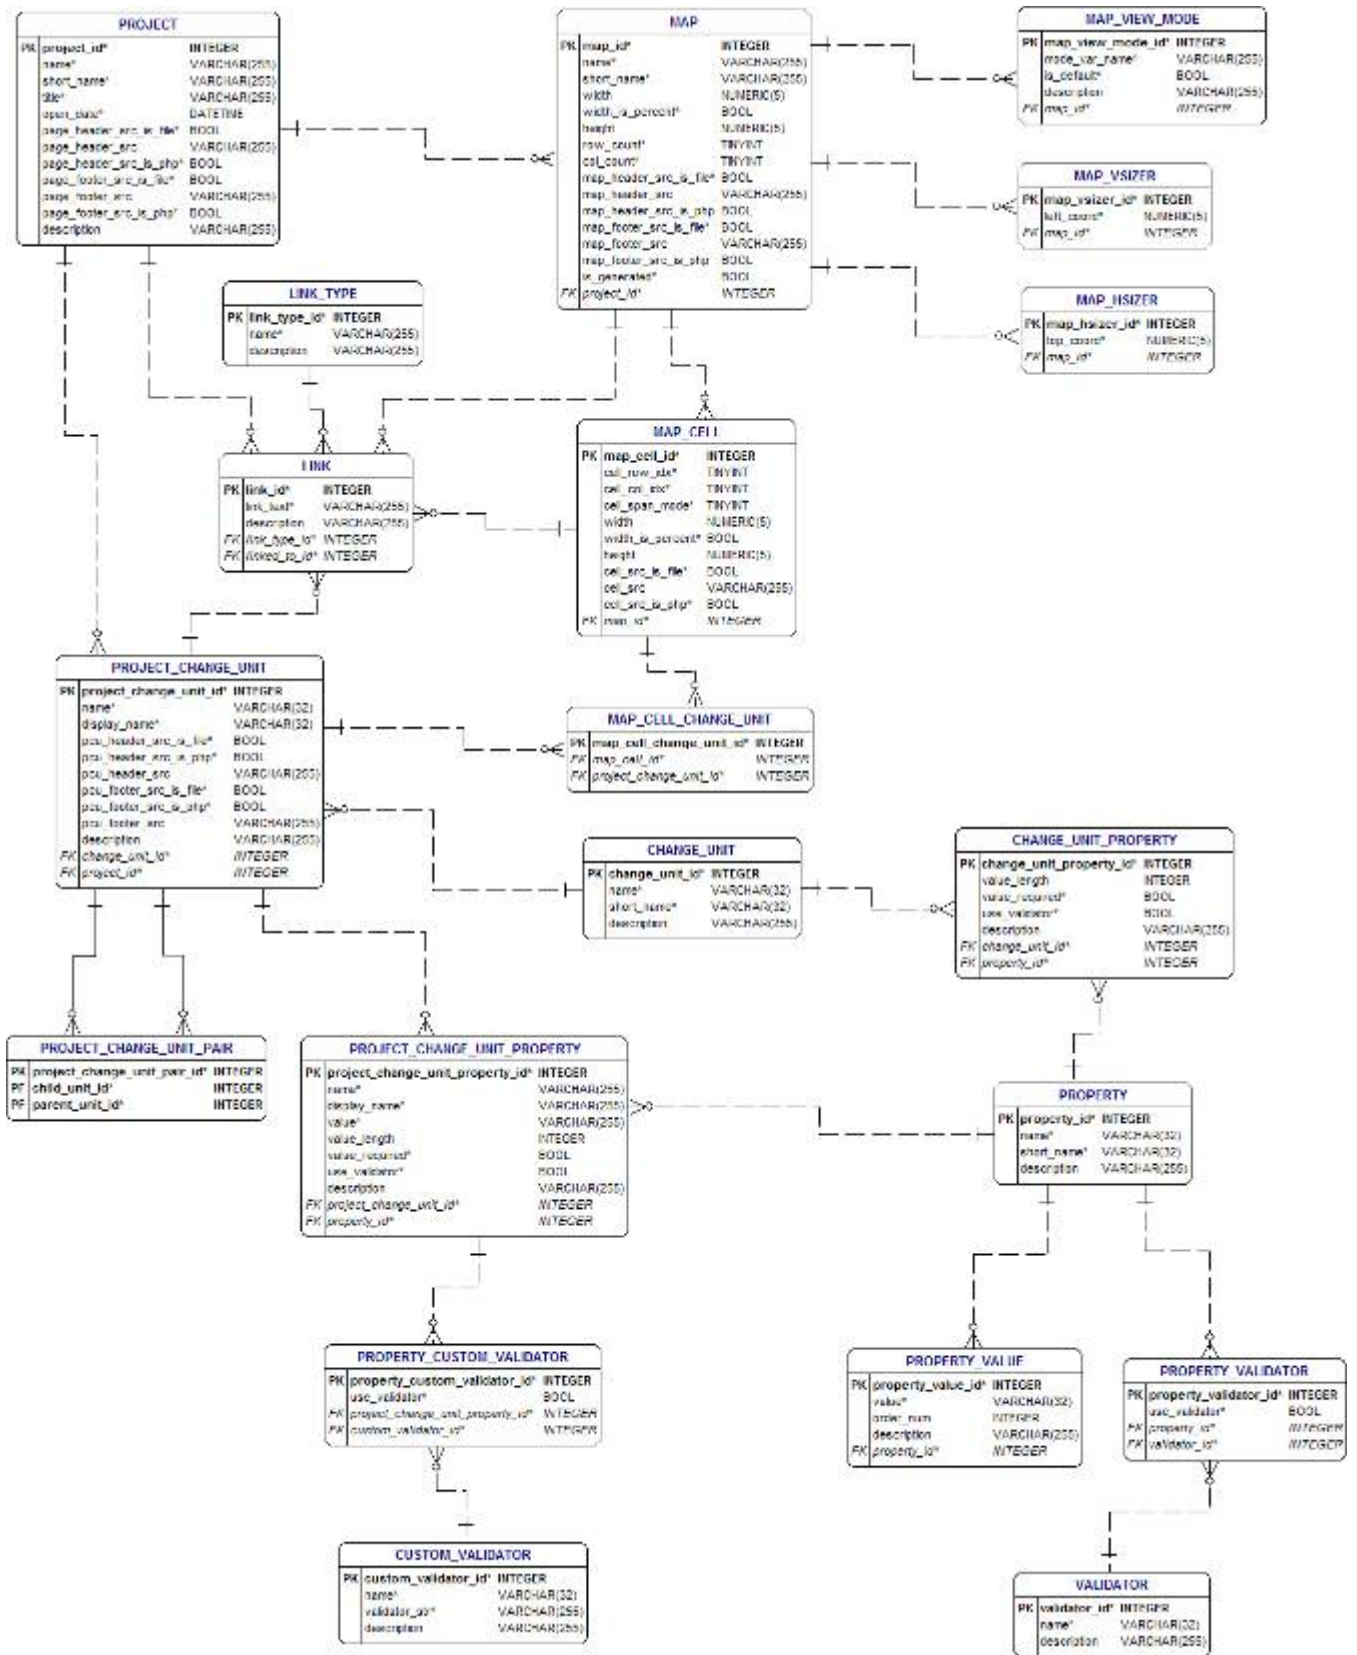 PROJECT
PK project_id* INTEGER
name* VARCHAR(255)
short_name* VARCHAR(255)
title* VARCHAR(255)
open_date* DATETIME
page_header_src_is_file* BOOL
page_header_src VARCHAR(255)
page_header_src_is_php* BOOL
page_footer_src_is_file* BOOL
page_footer_src VARCHAR(255)
page_footer_src_is_php* BOOL
description VARCHAR(255)
MAP
PK map_id* INTEGER
name* VARCHAR(255)
short_name* VARCHAR(255)
width NUMERIC(5)
width_is_percent* BOOL
height NUMERIC(5)
row_count* TINYINT
col_count* TINYINT
map_header_src_is_file* BOOL
map_header_src VARCHAR(255)
map_header_src_is_php BOOL
map_footer_src_is_file* BOOL
map_footer_src VARCHAR(255)
map_footer_src_is_php BOOL
is_generated* BOOL
FK project_id* INTEGER
MAP_VIEW_MODE
PK map_view_mode_id* INTEGER
mode_var_name* VARCHAR(255)
is_default* BOOL
description VARCHAR(255)
FK map_id* INTEGER
MAP_VSIZER
PK map_vsizer_id* INTEGER
left_coord* NUMERIC(5)
FK map_id* INTEGER
MAP_HSIZER
PK map_hsizer_id* INTEGER
top_coord* NUMERIC(5)
FK map_id* INTEGER
LINK_TYPE
PK link_type_id* INTEGER
name* VARCHAR(255)
description VARCHAR(255)
LINK
PK link_id* INTEGER
link_text* VARCHAR(255)
description VARCHAR(255)
FK link_type_id* INTEGER
FK linked_to_id* INTEGER
MAP_CELL
PK map_cell_id* INTEGER
cell_row_idx* TINYINT
cell_col_idx* TINYINT
cell_span_mode* TINYINT
width NUMERIC(5)
width_is_percent* BOOL
height NUMERIC(5)
cell_src_is_file* BOOL
cell_src VARCHAR(255)
cell_src_is_php* BOOL
FK map_id* INTEGER
PROJECT_CHANGE_UNIT
PK project_change_unit_id* INTEGER
name* VARCHAR(32)
display_name* VARCHAR(32)
pcu_header_src_is_file* BOOL
pcu_header_src_is_php* BOOL
pcu_header_src VARCHAR(255)
pcu_footer_src_is_file* BOOL
pcu_footer_src_is_php* BOOL
pcu_footer_src VARCHAR(255)
description VARCHAR(255)
FK change_unit_id* INTEGER
FK project_id* INTEGER
MAP_CELL_CHANGE_UNIT
PK map_cell_change_unit_id* INTEGER
FK map_cell_id* INTEGER
FK project_change_unit_id* INTEGER
CHANGE_UNIT
PK change_unit_id* INTEGER
name* VARCHAR(32)
short_name* VARCHAR(32)
description VARCHAR(255)
CHANGE_UNIT_PROPERTY
PK change_unit_property_id* INTEGER
value_length INTEGER
value_required* BOOL
use_validator* BOOL
description VARCHAR(255)
FK change_unit_id* INTEGER
FK property_id* INTEGER
PROJECT_CHANGE_UNIT_PAIR
PK project_change_unit_pair_id* INTEGER
PF child_unit_id* INTEGER
PF parent_unit_id* INTEGER
PROJECT_CHANGE_UNIT_PROPERTY
PK project_change_unit_property_id* INTEGER
name* VARCHAR(255)
display_name* VARCHAR(255)
value* VARCHAR(255)
value_length INTEGER
value_required* BOOL
use_validator* BOOL
description VARCHAR(255)
FK project_change_unit_id* INTEGER
FK property_id* INTEGER
PROPERTY
PK property_id* INTEGER
name* VARCHAR(32)
short_name* VARCHAR(32)
description VARCHAR(255)
PROPERTY_CUSTOM_VALIDATOR
PK property_custom_validator_id* INTEGER
use_validator* BOOL
FK project_change_unit_property_id* INTEGER
FK custom_validator_id* INTEGER
PROPERTY_VALUE
PK property_value_id* INTEGER
value* VARCHAR(32)
order_num INTEGER
description VARCHAR(255)
FK property_id* INTEGER
PROPERTY_VALIDATOR
PK property_validator_id* INTEGER
use_validator* BOOL
FK property_id* INTEGER
FK validator_id* INTEGER
CUSTOM_VALIDATOR
PK custom_validator_id* INTEGER
name* VARCHAR(32)
validator_str* VARCHAR(255)
description VARCHAR(255)
VALIDATOR
PK validator_id* INTEGER
name* VARCHAR(32)
description VARCHAR(255)